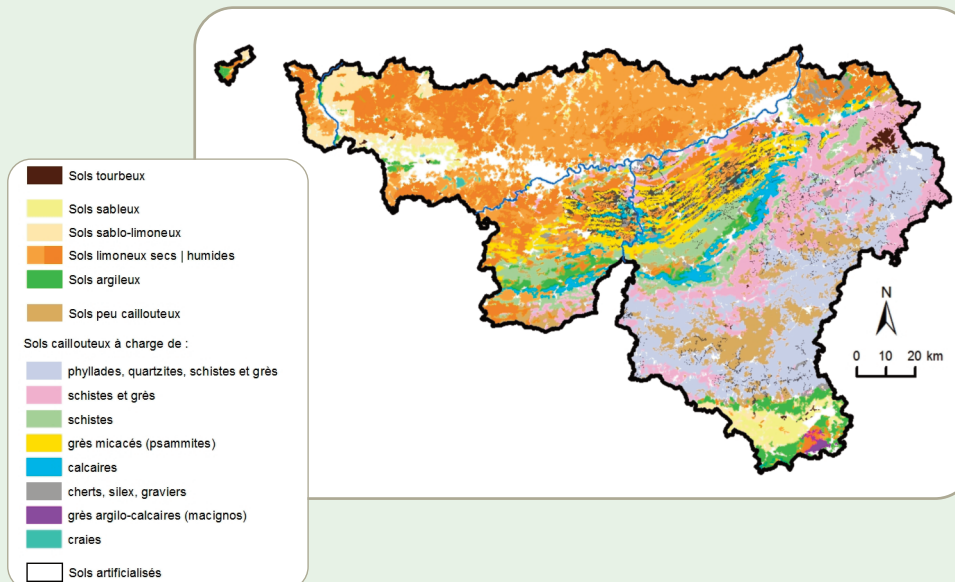 Sols tourbeux
Sols sableux
Sols sablo-limoneux
Sols limoneux secs | humides
Sols argileux
Sols peu caillouteux
Sols caillouteux à charge de :
phyllades, quartzites, schistes et grès
schistes et grès
schistes
grès micacés (psammites)
calcaires
cherts, silex, graviers
grès argilo-calcaires (macignos)
craies
Sols artificialisés
N
0 10 20 km